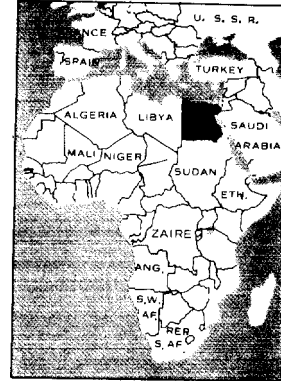 U. S. S. R.
NCE
SPAIN
TURKEY
ALGERIA
LIBYA
SAUDI
ARABIA
MALI
NIGER
SUDAN
ETH.
ZAIRE
ANG.
S.W.
AF.
REP.
S. AF.